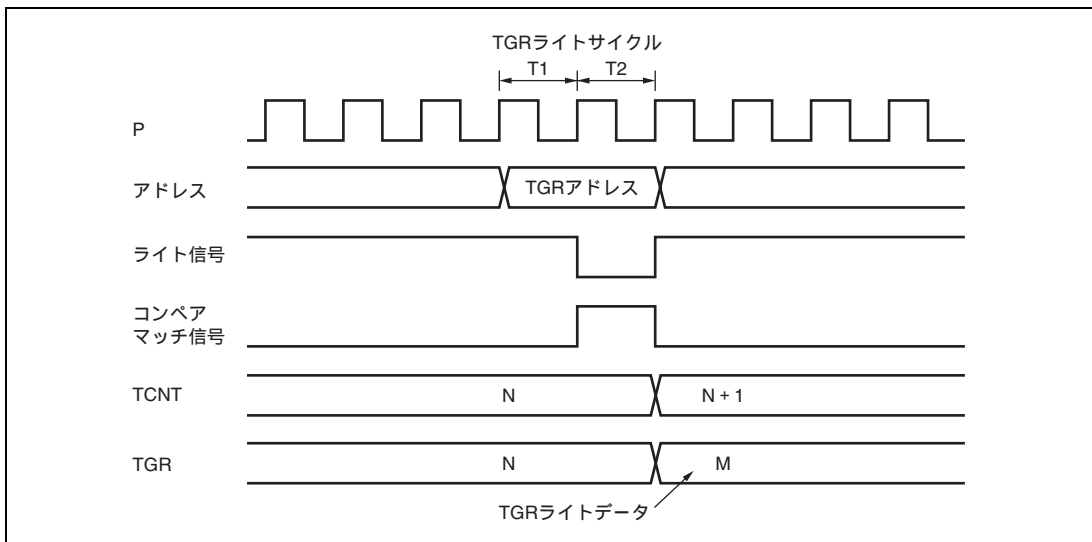 TGRライトサイクル
T1 T2
P
アドレス TGRアドレス
ライト信号
コンペア
マッチ信号
TCNT N N + 1
TGR N M
TGRライトデータ